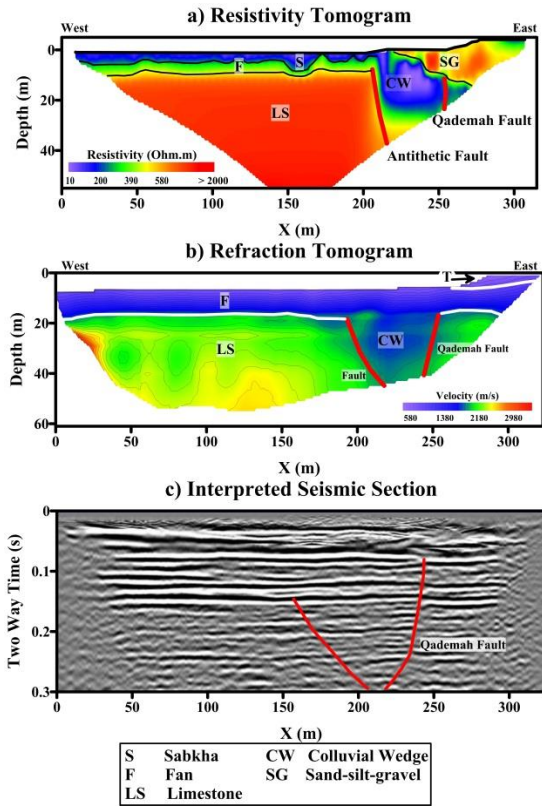 a) Resistivity Tomogram
West East
0
20
40
Depth (m)
S
F
SG
CW
LS
Qademah Fault
Antithetic Fault
Resistivity (Ohm.m)
10 200 390 580 > 2000
0 50 100 150 200 250 300
X (m)
b) Refraction Tomogram
West East
T
0
20
40
60
Depth (m)
F
LS
CW
Fault
Qademah Fault
Velocity (m/s)
580 1380 2180 2980
0 50 100 150 200 250 300
X (m)
c) Interpreted Seismic Section
0
0.1
0.2
0.3
Two Way Time (s)
Qademah Fault
0 50 100 150 200 250 300
X (m)
S Sabkha CW Colluvial Wedge
F Fan SG Sand-silt-gravel
LS Limestone